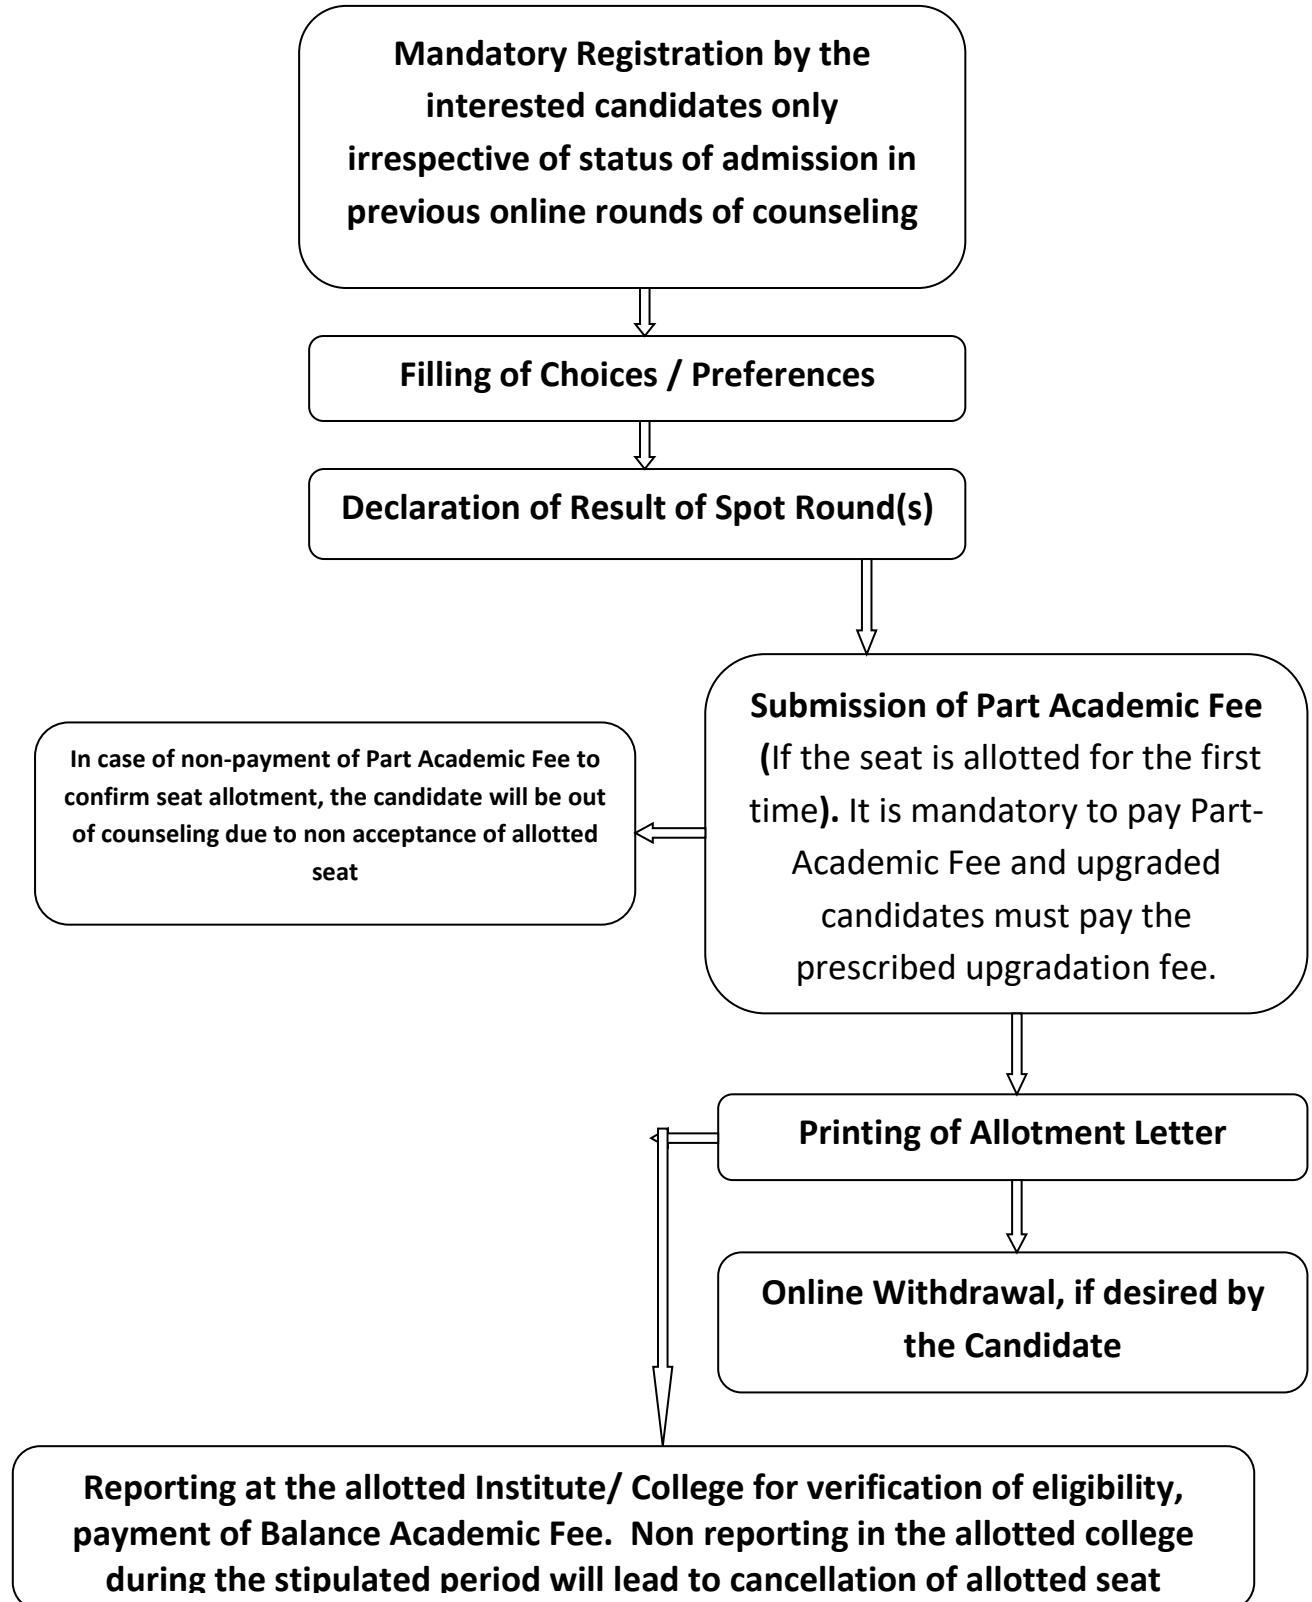 Mandatory Registration by the
interested candidates only
irrespective of status of admission in
previous online rounds of counseling
Filling of Choices / Preferences
Declaration of Result of Spot Round(s)
Submission of Part Academic Fee
(If the seat is allotted for the first
time). It is mandatory to pay Part-
Academic Fee and upgraded
candidates must pay the
prescribed upgradation fee.
In case of non-payment of Part Academic Fee to
confirm seat allotment, the candidate will be out
of counseling due to non acceptance of allotted
seat
Printing of Allotment Letter
Online Withdrawal, if desired by
the Candidate
Reporting at the allotted Institute/ College for verification of eligibility,
payment of Balance Academic Fee.  Non reporting in the allotted college
during the stipulated period will lead to cancellation of allotted seat